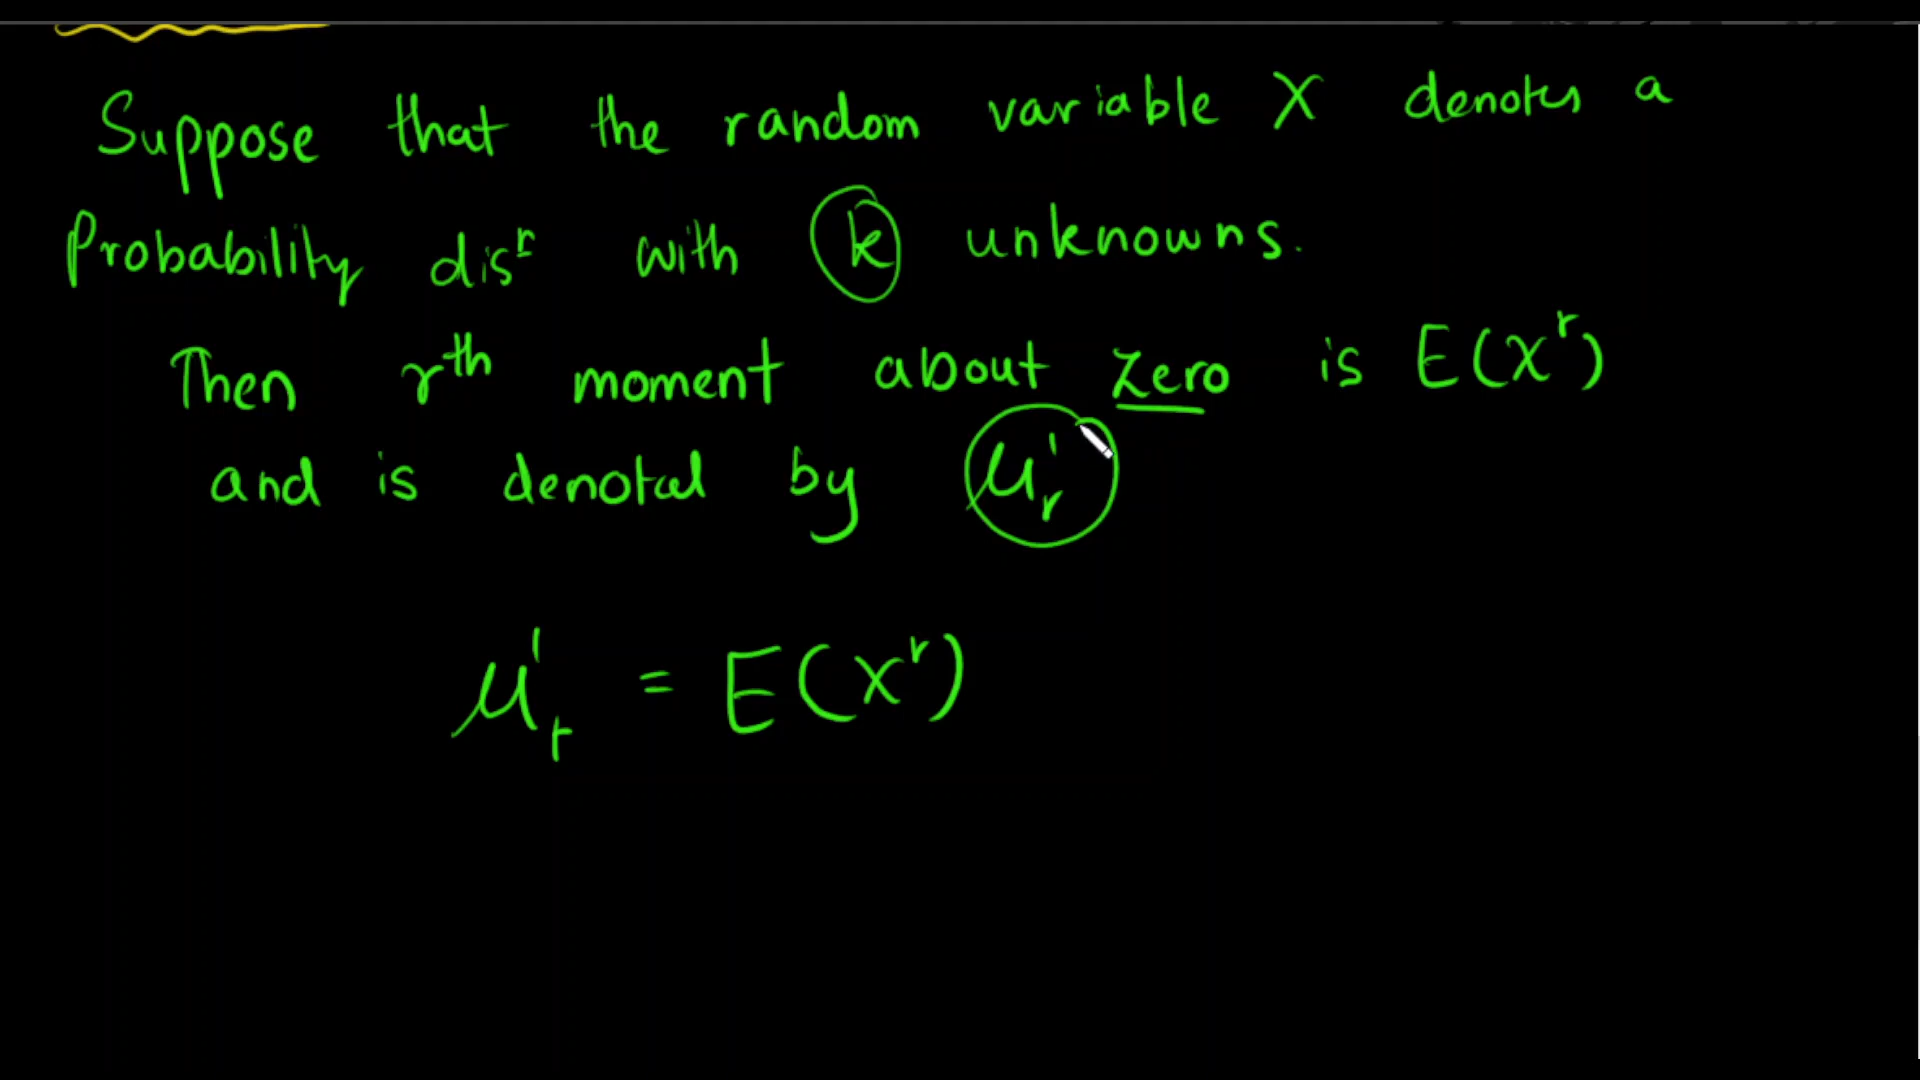 Suppose that the random variable X denotes a
Probability disʳ with k unknowns.
Then rᵗʰ moment about zero is E(Xʳ)
and is denoted by μ'ᵣ
μ'ᵣ = E(Xʳ)